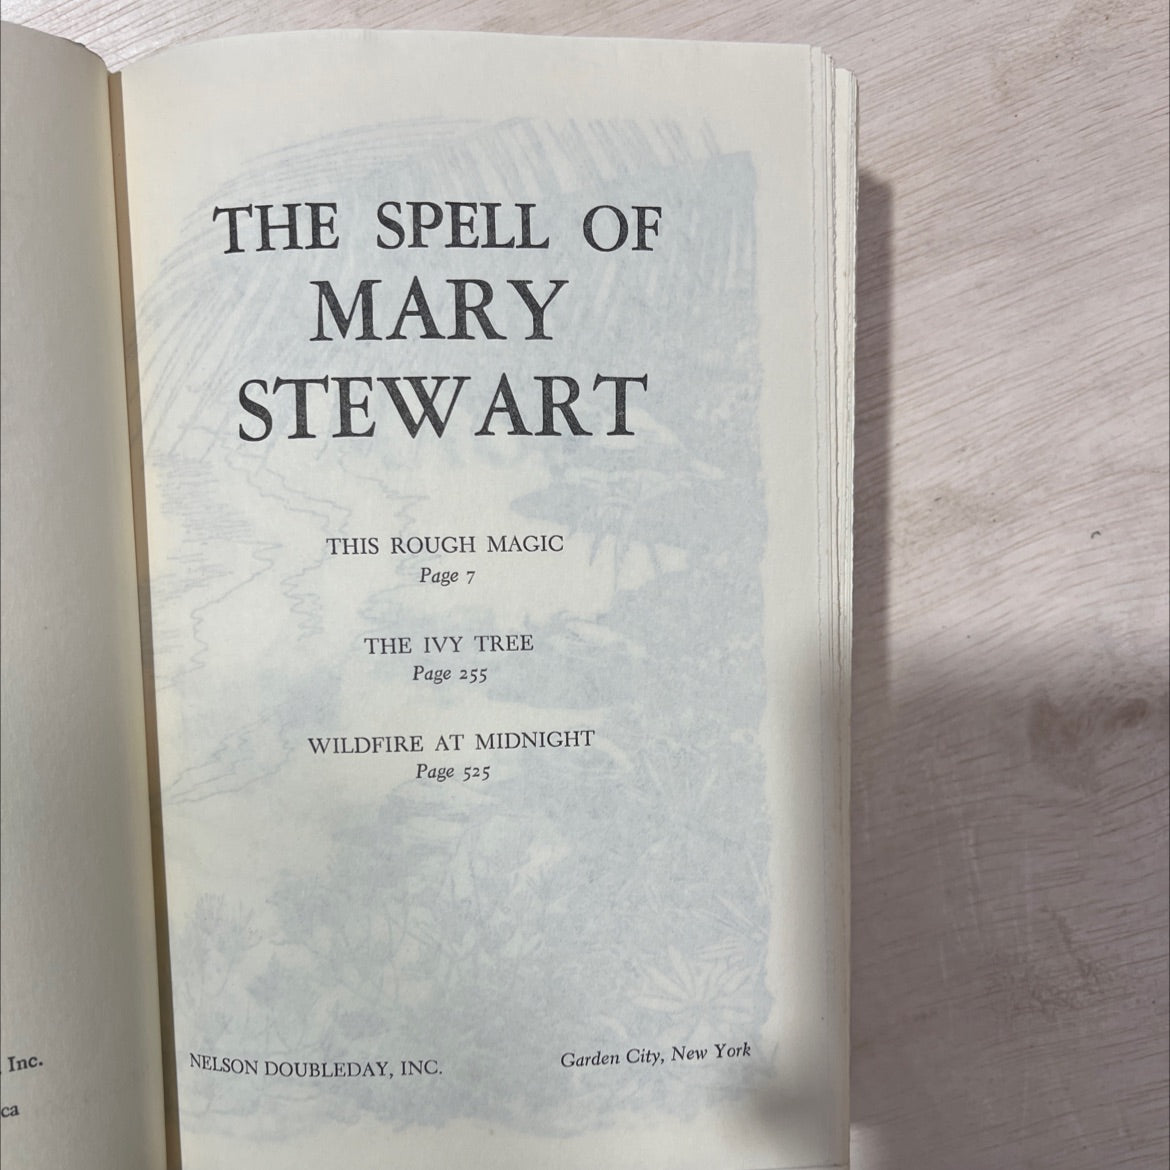 THE SPELL OF
MARY
STEWART
THIS ROUGH MAGIC
Page 7
THE IVY TREE
Page 255
WILDFIRE AT MIDNIGHT
Page 525
NELSON DOUBLEDAY, INC.
Garden City, New York
Inc.
ca